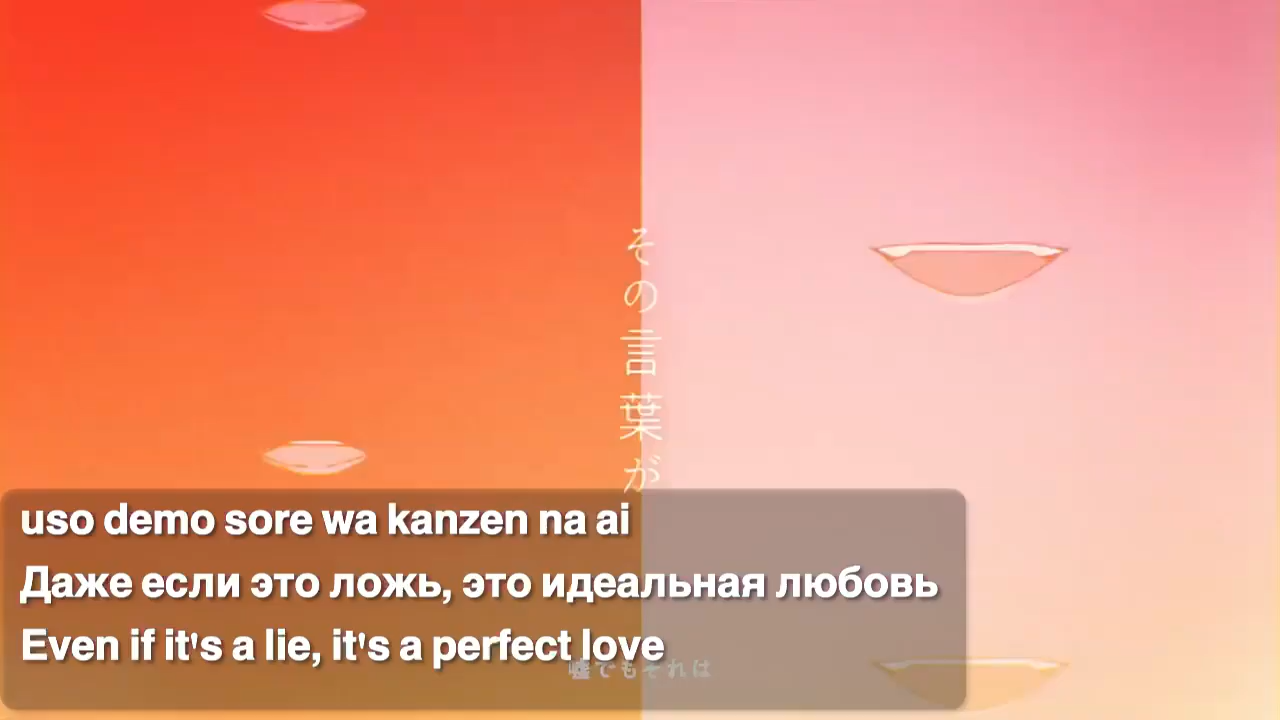 その言葉が
uso demo sore wa kanzen na ai
Даже если это ложь, это идеальная любовь
Even if it's a lie, it's a perfect love
嘘でもそれは